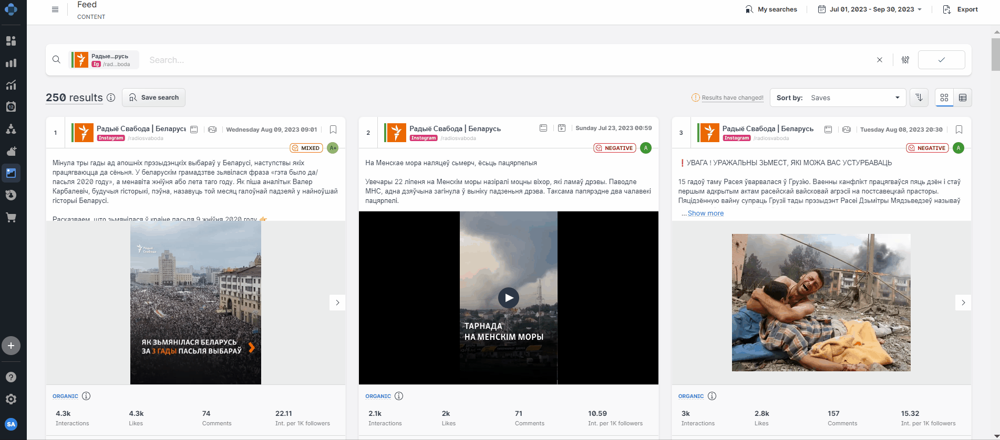 Feed
CONTENT
My searches
Jul 01, 2023 - Sep 30, 2023
Export
Радые...русь
Ig /rad...boda
Search...
250 results
Save search
Results have changed!
Sort by: Saves
1
Радыё Свабода | Беларусь
Instagram /radiosvaboda
Wednesday Aug 09, 2023 09:01
MIXED
A+
Мінула тры гады ад апошніх прэзыдэнцкіх выбараў у Беларусі, наступствы якіх
працягваюцца да сёньня. У беларускім грамадзтве зьявілася фраза «гэта было да/
пасьля 2020 году», а менавіта жніўня або лета таго году. Як піша аналітык Валер
Карбалевіч, будучыя гісторыкі, пэўна, назавуць той месяц галоўнай падзеяй у найноўшай
гісторыі Беларусі.
Расказваем, што зьмянілася ў краіне пасьля 9 жніўня 2020 году 👉
Радыё
Свабода
ЯК ЗЬМЯНІЛАСЯ БЕЛАРУСЬ
ЗА 3 ГАДЫ ПАСЬЛЯ ВЫБАРАЎ
ORGANIC
4.3k 4.3k 74 22.11
Interactions Likes Comments Int. per 1K followers
2
Радыё Свабода | Беларусь
Instagram /radiosvaboda
Sunday Jul 23, 2023 00:59
NEGATIVE
A
На Менскае мора наляцеў сьмерч, ёсьць пацярпелыя
Увечары 22 ліпеня на Менскім моры назіралі моцны віхор, які ламаў дрэвы. Паводле
МНС, адна дзяўчына загінула ў выніку падзеньня дрэва. Таксама папярэдне два чалавекі
пацярпелі.
ТАРНАДА
НА МЕНСКІМ МОРЫ
ORGANIC
2.1k 2k 71 10.59
Interactions Likes Comments Int. per 1K followers
3
Радыё Свабода | Беларусь
Instagram /radiosvaboda
Tuesday Aug 08, 2023 20:30
NEGATIVE
A
❗УВАГА ! УРАЖАЛЬНЫ ЗЬМЕСТ, ЯКІ МОЖА ВАС УСТУРБАВАЦЬ
15 гадоў таму Расея ўварвалася ў Грузію. Ваенны канфлікт працягваўся пяць дзён і стаў
першым адкрытым актам расейскай вайсковай агрэсіі на постсавецкай прасторы.
Пяцідзённую вайну супраць Грузіі тады прэзыдэнт Расеі Дзьмітры Мядзьведзеў называў
...Show more
ORGANIC
3k 2.8k 157 15.32
Interactions Likes Comments Int. per 1K followers
12
SA